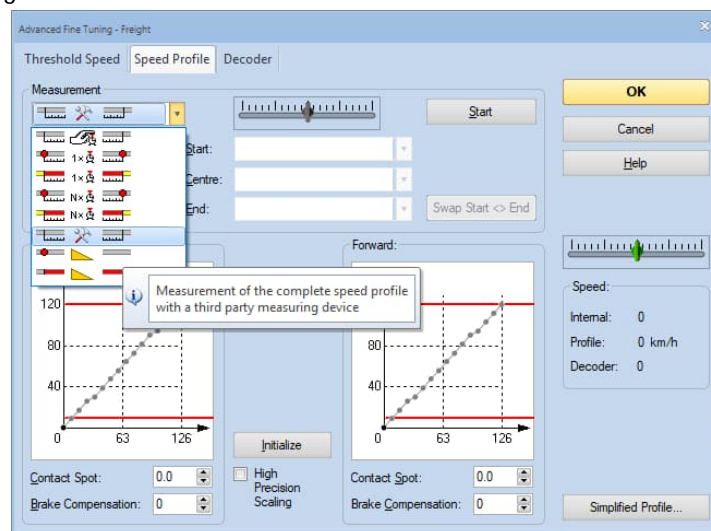 Advanced Fine Tuning - Freight
Threshold Speed Speed Profile Decoder
Measurement
Start
OK
Cancel
Help
1×
1×
N×
N×
Start:
Centre:
End:
Swap Start <> End
Forward:
Measurement of the complete speed profile
with a third party measuring device
120
80
40
0 63 126
80
40
0 63 126
Initialize
High
Precision
Scaling
Contact Spot: 0.0
Brake Compensation: 0
Contact Spot: 0.0
Brake Compensation: 0
Speed:
Internal: 0
Profile: 0 km/h
Decoder: 0
Simplified Profile...